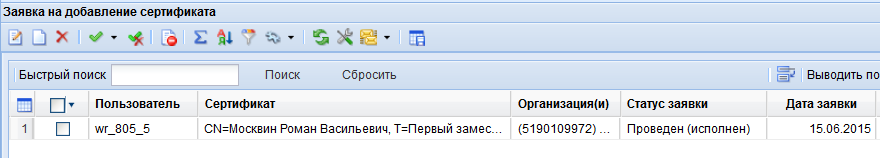 Заявка на добавление сертификата
Быстрый поиск Поиск Сбросить Выводить по
Пользователь Сертификат Организация(и) Статус заявки Дата заявки
1 wr_805_5 CN=Москвин Роман Васильевич, T=Первый замес... (5190109972) ... Проведен (исполнен) 15.06.2015